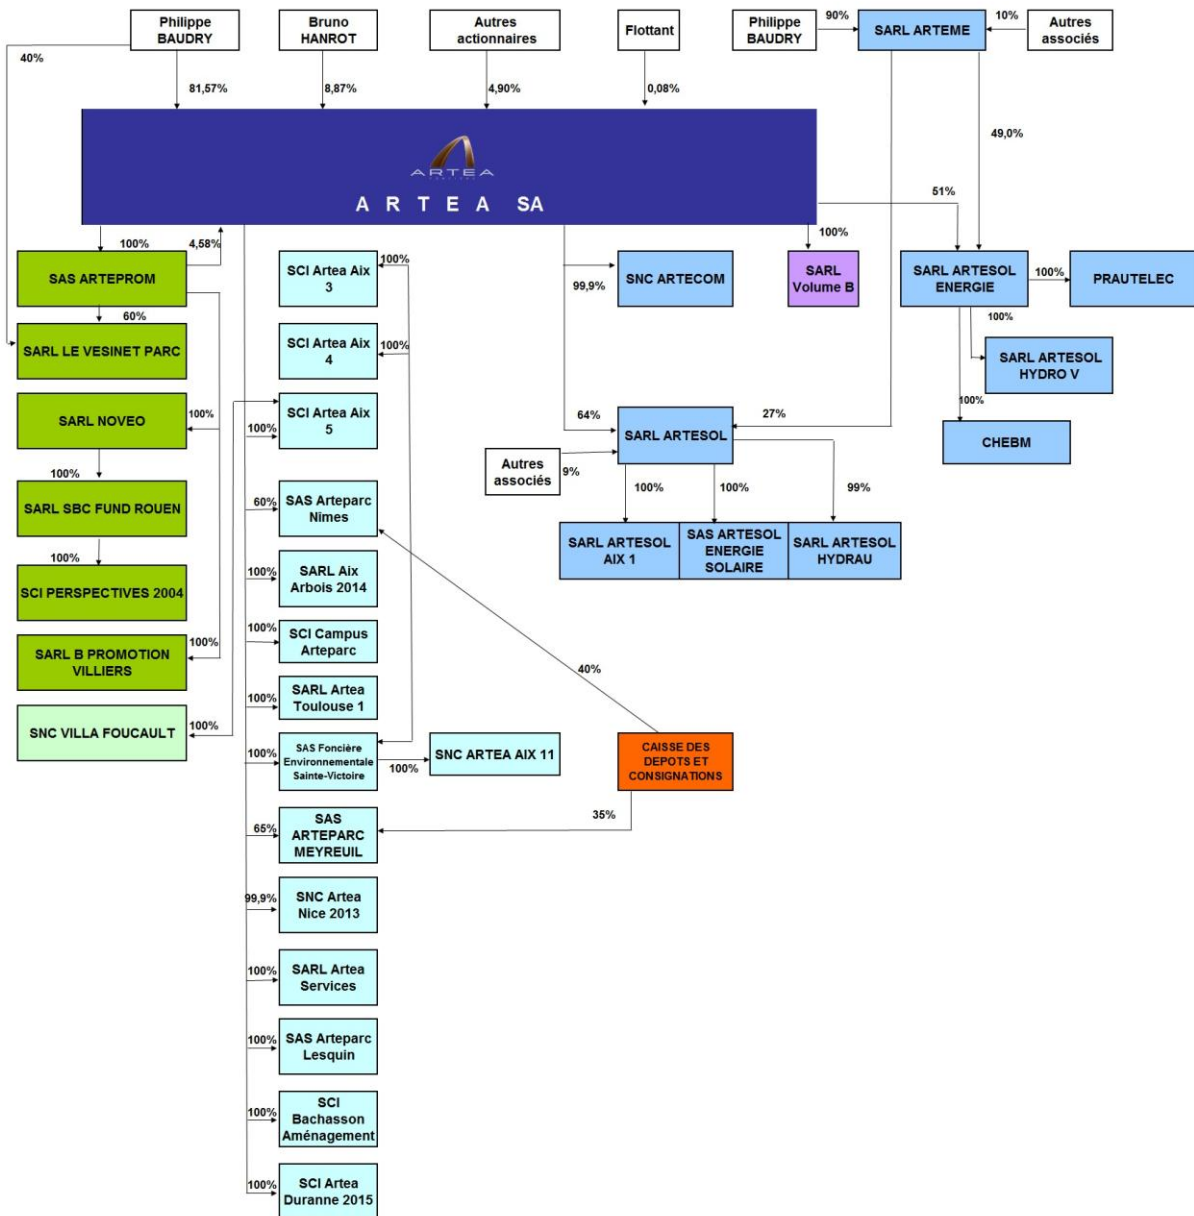 Philippe
BAUDRY
Bruno
HANROT
Autres
actionnaires
Flottant
Philippe
BAUDRY
90%
SARL ARTEME
10%
Autres
associés
40%
81,57%
8,87%
4,90%
0,08%
49,0%
ARTEA
A R T E A SA
51%
100%
4,58%
100%
SAS ARTEPROM
SCI Artea Aix
3
100%
99,9%
SNC ARTECOM
SARL
Volume B
SARL ARTESOL
ENERGIE
100%
PRAUTELEC
60%
100%
SARL LE VESINET PARC
SCI Artea Aix
4
100%
SARL ARTESOL
HYDRO V
100%
SARL NOVEO
100%
SCI Artea Aix
5
100%
64%
SARL ARTESOL
27%
CHEBM
Autres
associés
9%
100%
100%
100%
99%
SARL SBC FUND ROUEN
60%
SAS Arteparc
Nimes
SARL ARTESOL
AIX 1
SAS ARTESOL
ENERGIE
SOLAIRE
SARL ARTESOL
HYDRAU
100%
SCI PERSPECTIVES 2004
100%
SARL Aix
Arbois 2014
SARL B PROMOTION
VILLIERS
100%
100%
SCI Campus
Arteparc
40%
SNC VILLA FOUCAULT
100%
100%
SARL Artea
Toulouse 1
100%
SAS Foncière
Environnementale
Sainte-Victoire
100%
SNC ARTEA AIX 11
CAISSE DES
DEPOTS ET
CONSIGNATIONS
65%
SAS
ARTEPARC
MEYREUIL
35%
99,9%
SNC Artea
Nice 2013
100%
SARL Artea
Services
100%
SAS Arteparc
Lesquin
100%
SCI
Bachasson
Aménagement
100%
SCI Artea
Duranne 2015